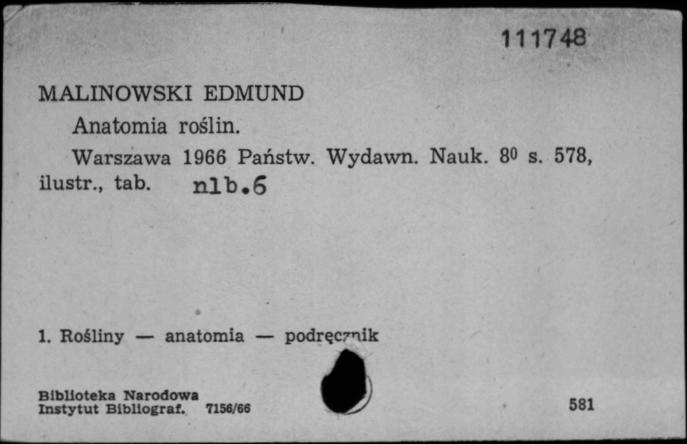 111748
MALINOWSKI EDMUND
Anatomia roślin.
Warszawa 1966 Państw. Wydawn. Nauk. 8⁰ s. 578,
ilustr., tab. nlb.6
1. Rośliny — anatomia — podręcznik
Biblioteka Narodowa
Instytut Bibliograf. 7156/66
581